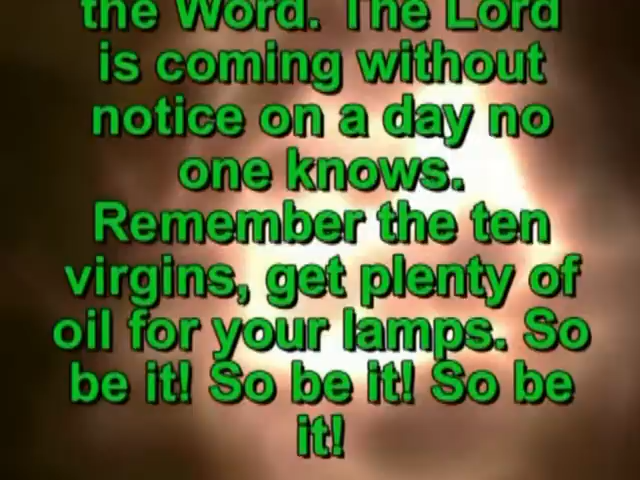 the Word. The Lord
is coming without
notice on a day no
one knows.
Remember the ten
virgins, get plenty of
oil for your lamps. So
be it! So be it! So be
it!